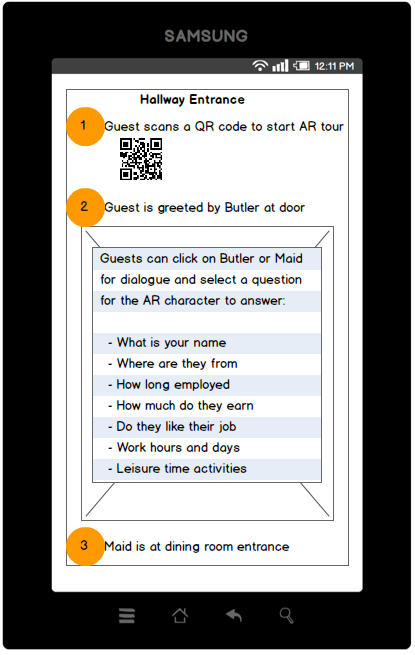 SAMSUNG
12:11 PM
Hallway Entrance
1 Guest scans a QR code to start AR tour
2 Guest is greeted by Butler at door
Guests can click on Butler or Maid
for dialogue and select a question
for the AR character to answer:
- What is your name
- Where are they from
- How long employed
- How much do they earn
- Do they like their job
- Work hours and days
- Leisure time activities
3 Maid is at dining room entrance